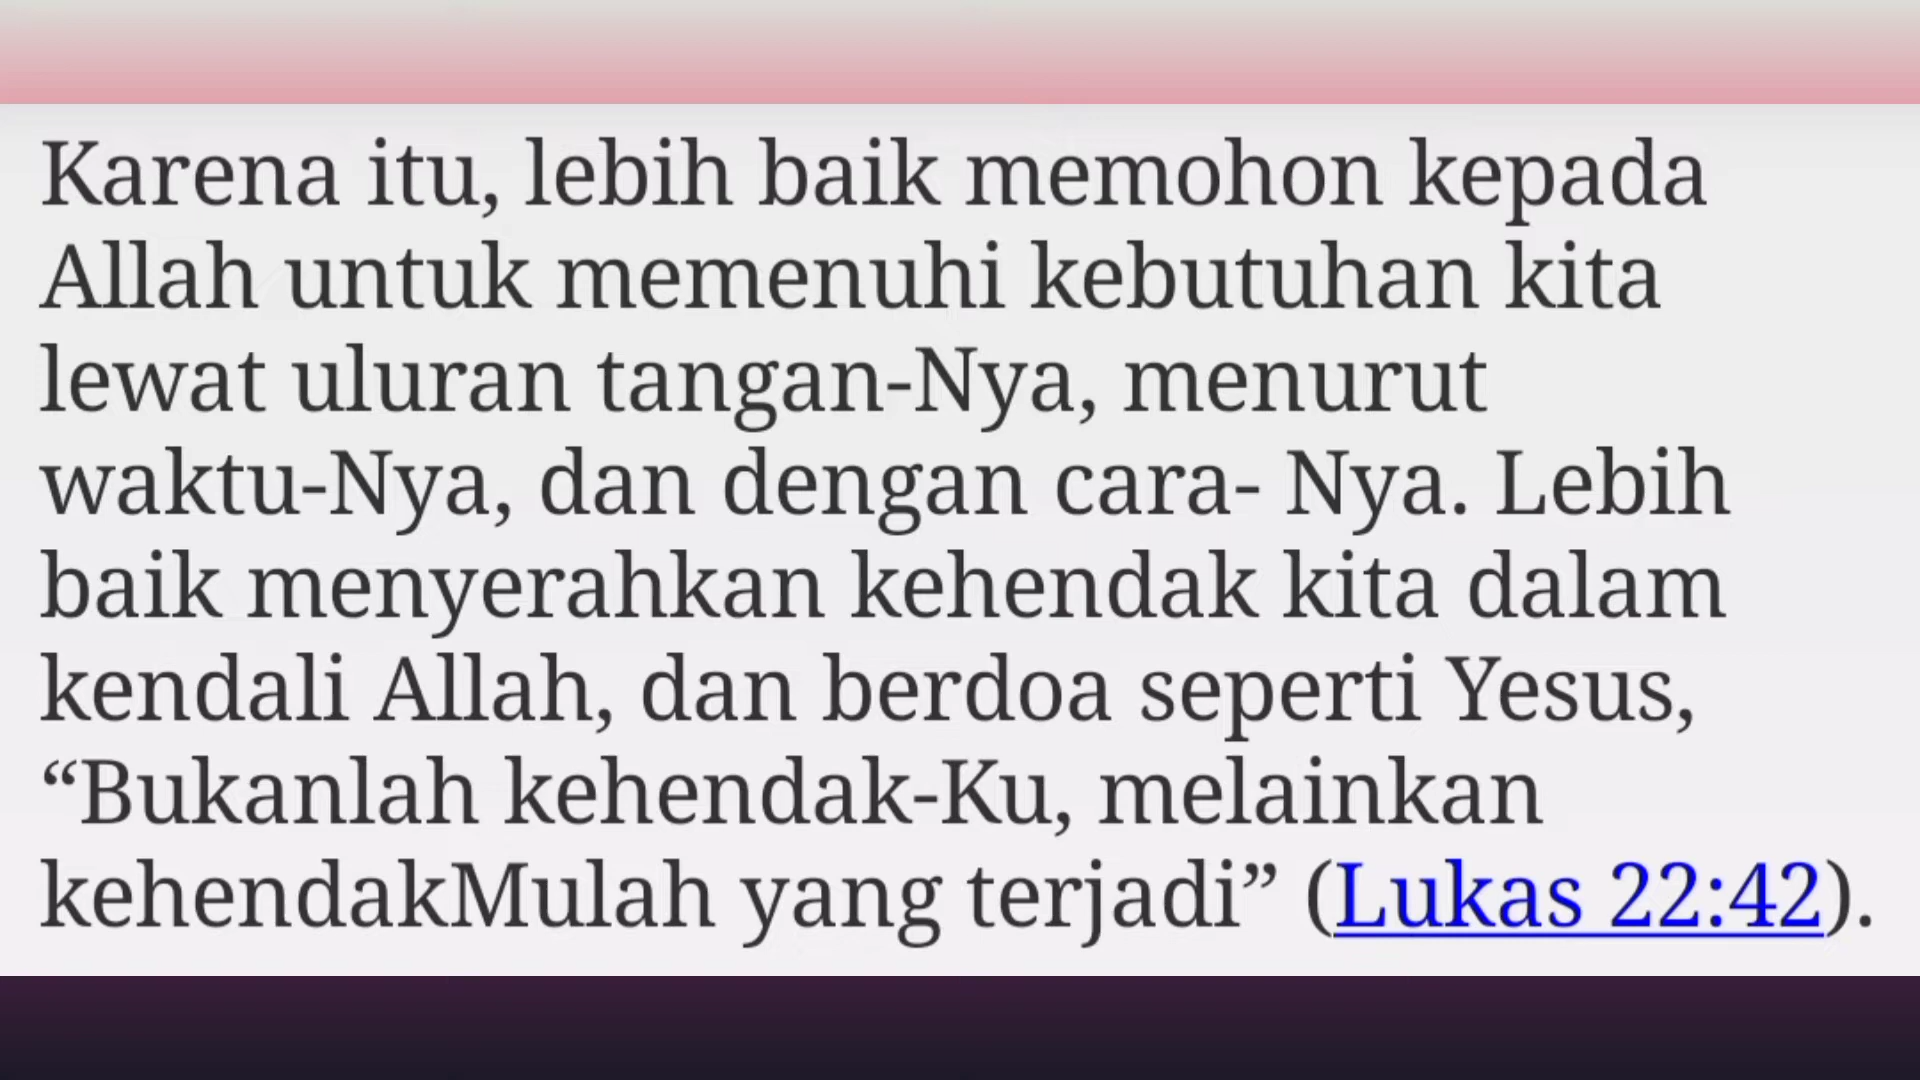 Karena itu, lebih baik memohon kepada
Allah untuk memenuhi kebutuhan kita
lewat uluran tangan-Nya, menurut
waktu-Nya, dan dengan cara- Nya. Lebih
baik menyerahkan kehendak kita dalam
kendali Allah, dan berdoa seperti Yesus,
“Bukanlah kehendak-Ku, melainkan
kehendakMulah yang terjadi” (Lukas 22:42).